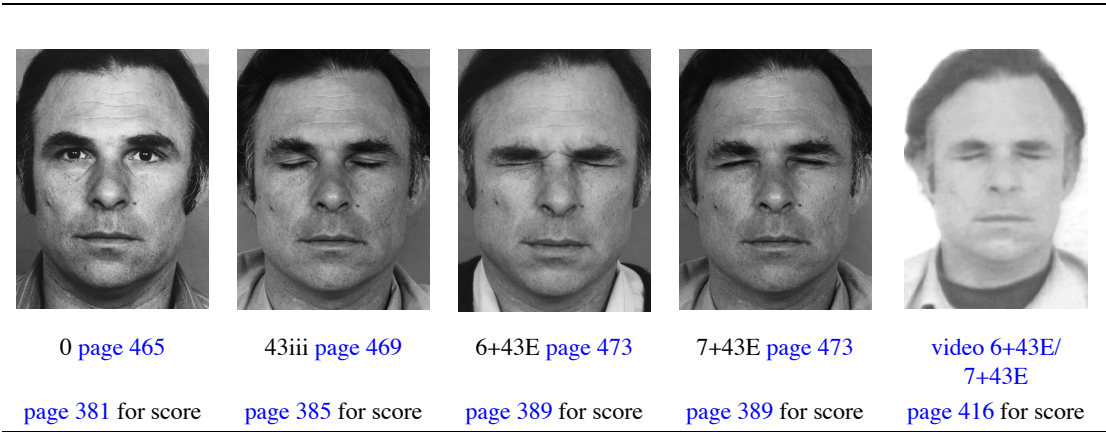 0 page 465
43iii page 469
6+43E page 473
7+43E page 473
video 6+43E/
7+43E
page 381 for score
page 385 for score
page 389 for score
page 389 for score
page 416 for score